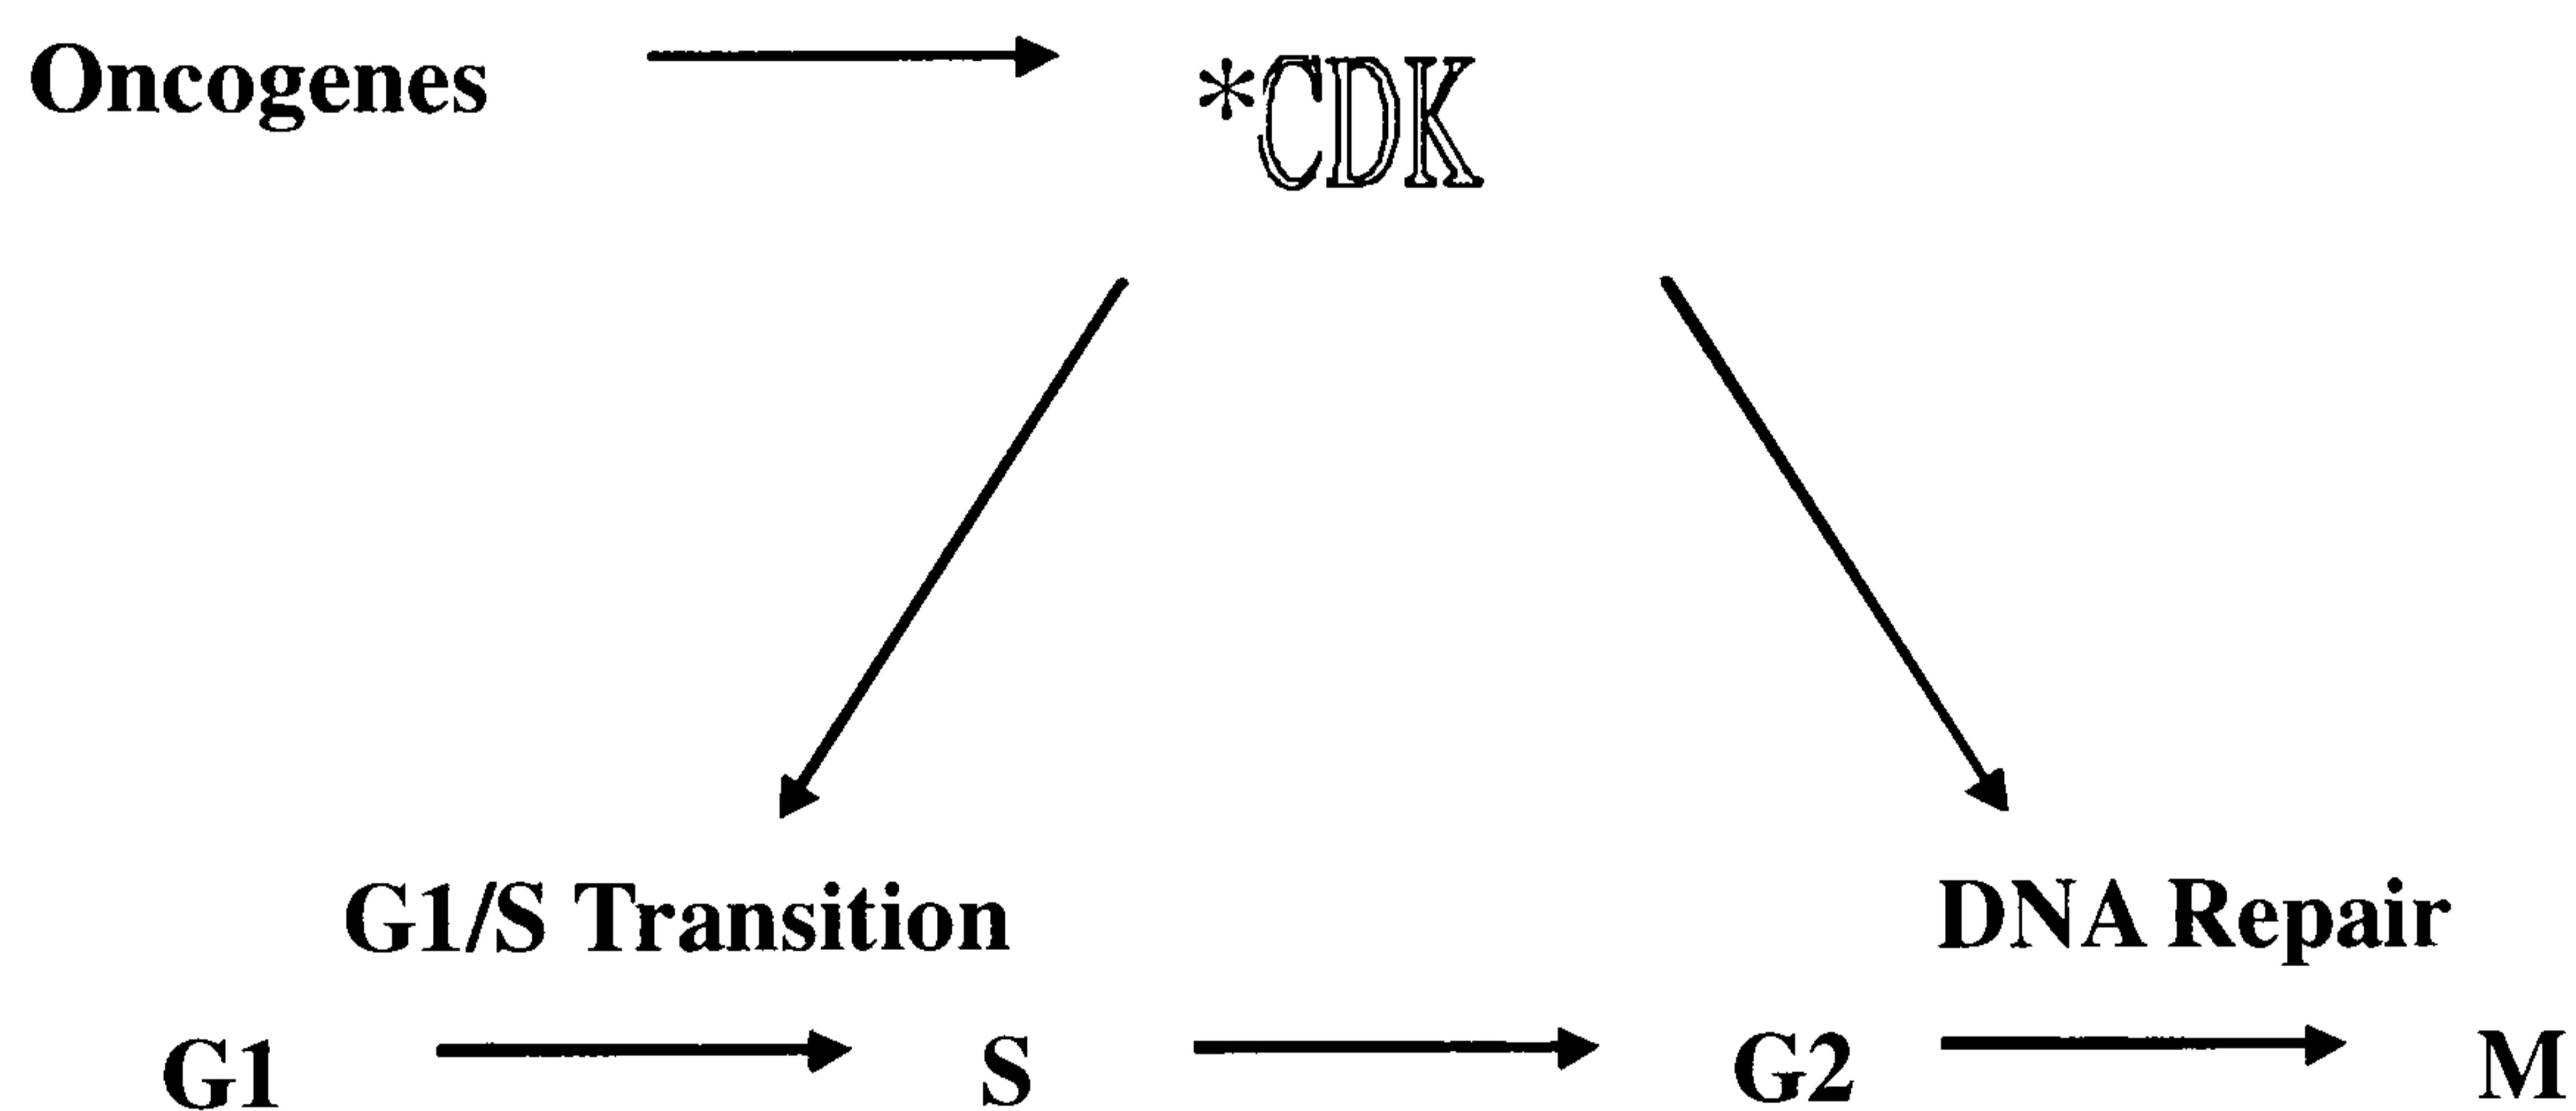 Oncogenes
*CDK
G1/S Transition
DNA Repair
G1
S
G2
M